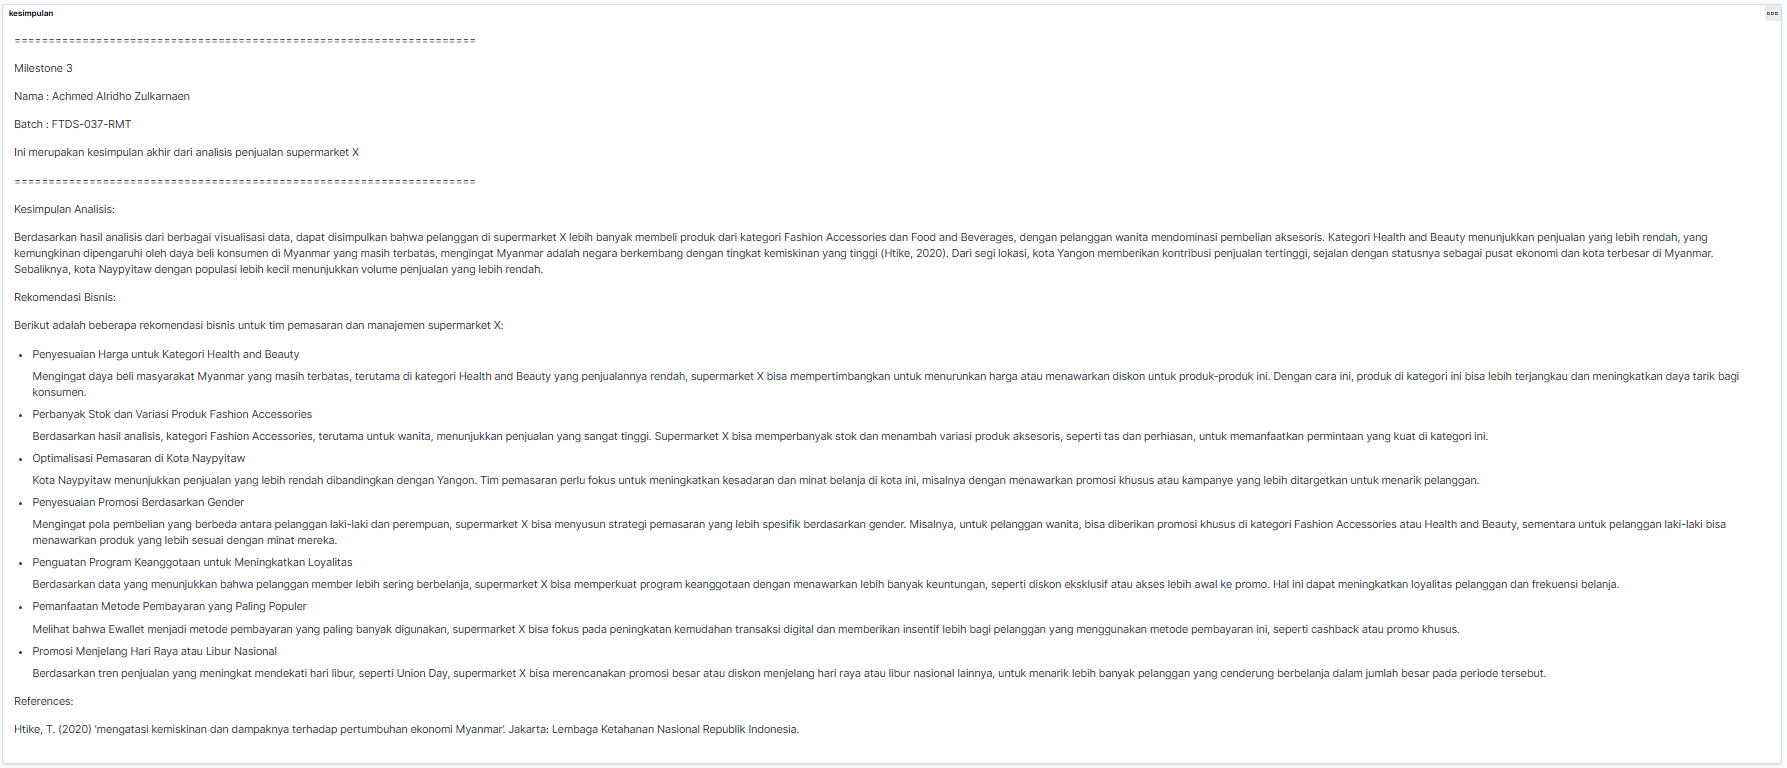 kesimpulan
====================================================================
Milestone 3
Nama : Achmed Alridho Zulkarnaen
Batch : FTDS-037-RMT
Ini merupakan kesimpulan akhir dari analisis penjualan supermarket X
====================================================================
Kesimpulan Analisis:
Berdasarkan hasil analisis dari berbagai visualisasi data, dapat disimpulkan bahwa pelanggan di supermarket X lebih banyak membeli produk dari kategori Fashion Accessories dan Food and Beverages, dengan pelanggan wanita mendominasi pembelian aksesoris. Kategori Health and Beauty menunjukkan penjualan yang lebih rendah, yang
kemungkinan dipengaruhi oleh daya beli konsumen di Myanmar yang masih terbatas, mengingat Myanmar adalah negara berkembang dengan tingkat kemiskinan yang tinggi (Htike, 2020). Dari segi lokasi, kota Yangon memberikan kontribusi penjualan tertinggi, sejalan dengan statusnya sebagai pusat ekonomi dan kota terbesar di Myanmar.
Sebaliknya, kota Naypyitaw dengan populasi lebih kecil menunjukkan volume penjualan yang lebih rendah.
Rekomendasi Bisnis:
Berikut adalah beberapa rekomendasi bisnis untuk tim pemasaran dan manajemen supermarket X:
• Penyesuaian Harga untuk Kategori Health and Beauty
Mengingat daya beli masyarakat Myanmar yang masih terbatas, terutama di kategori Health and Beauty yang penjualannya rendah, supermarket X bisa mempertimbangkan untuk menurunkan harga atau menawarkan diskon untuk produk-produk ini. Dengan cara ini, produk di kategori ini bisa lebih terjangkau dan meningkatkan daya tarik bagi
konsumen.
• Perbanyak Stok dan Variasi Produk Fashion Accessories
Berdasarkan hasil analisis, kategori Fashion Accessories, terutama untuk wanita, menunjukkan penjualan yang sangat tinggi. Supermarket X bisa memperbanyak stok dan menambah variasi produk aksesoris, seperti tas dan perhiasan, untuk memanfaatkan permintaan yang kuat di kategori ini.
• Optimalisasi Pemasaran di Kota Naypyitaw
Kota Naypyitaw menunjukkan penjualan yang lebih rendah dibandingkan dengan Yangon. Tim pemasaran perlu fokus untuk meningkatkan kesadaran dan minat belanja di kota ini, misalnya dengan menawarkan promosi khusus atau kampanye yang lebih ditargetkan untuk menarik pelanggan.
• Penyesuaian Promosi Berdasarkan Gender
Mengingat pola pembelian yang berbeda antara pelanggan laki-laki dan perempuan, supermarket X bisa menyusun strategi pemasaran yang lebih spesifik berdasarkan gender. Misalnya, untuk pelanggan wanita, bisa diberikan promosi khusus di kategori Fashion Accessories atau Health and Beauty, sementara untuk pelanggan laki-laki bisa
menawarkan produk yang lebih sesuai dengan minat mereka.
• Penguatan Program Keanggotaan untuk Meningkatkan Loyalitas
Berdasarkan data yang menunjukkan bahwa pelanggan member lebih sering berbelanja, supermarket X bisa memperkuat program keanggotaan dengan menawarkan lebih banyak keuntungan, seperti diskon eksklusif atau akses lebih awal ke promo. Hal ini dapat meningkatkan loyalitas pelanggan dan frekuensi belanja.
• Pemanfaatan Metode Pembayaran yang Paling Populer
Melihat bahwa Ewallet menjadi metode pembayaran yang paling banyak digunakan, supermarket X bisa fokus pada peningkatan kemudahan transaksi digital dan memberikan insentif lebih bagi pelanggan yang menggunakan metode pembayaran ini, seperti cashback atau promo khusus.
• Promosi Menjelang Hari Raya atau Libur Nasional
Berdasarkan tren penjualan yang meningkat mendekati hari libur, seperti Union Day, supermarket X bisa merencanakan promosi besar atau diskon menjelang hari raya atau libur nasional lainnya, untuk menarik lebih banyak pelanggan yang cenderung berbelanja dalam jumlah besar pada periode tersebut.
References:
Htike, T. (2020) 'mengatasi kemiskinan dan dampaknya terhadap pertumbuhan ekonomi Myanmar'. Jakarta: Lembaga Ketahanan Nasional Republik Indonesia.